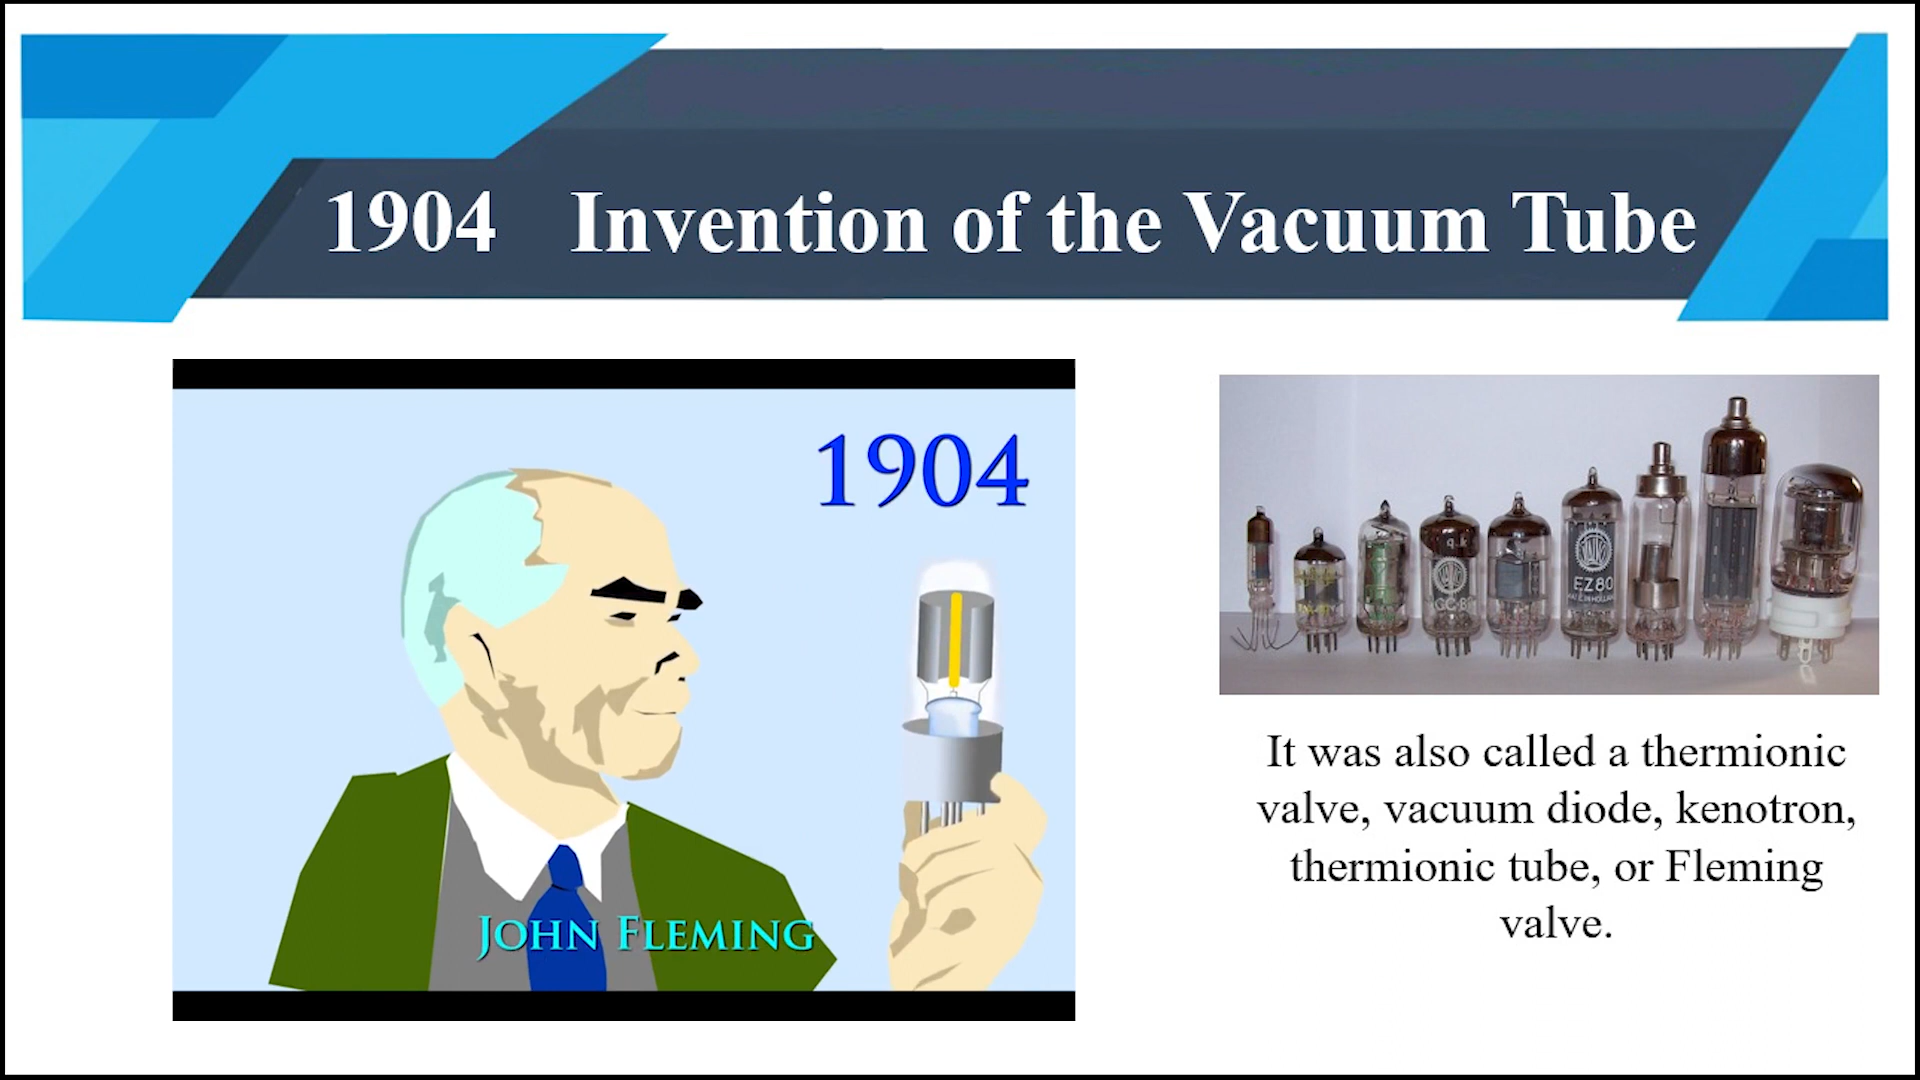 1904 Invention of the Vacuum Tube
1904
JOHN FLEMING
EZ80
It was also called a thermionic
valve, vacuum diode, kenotron,
thermionic tube, or Fleming
valve.